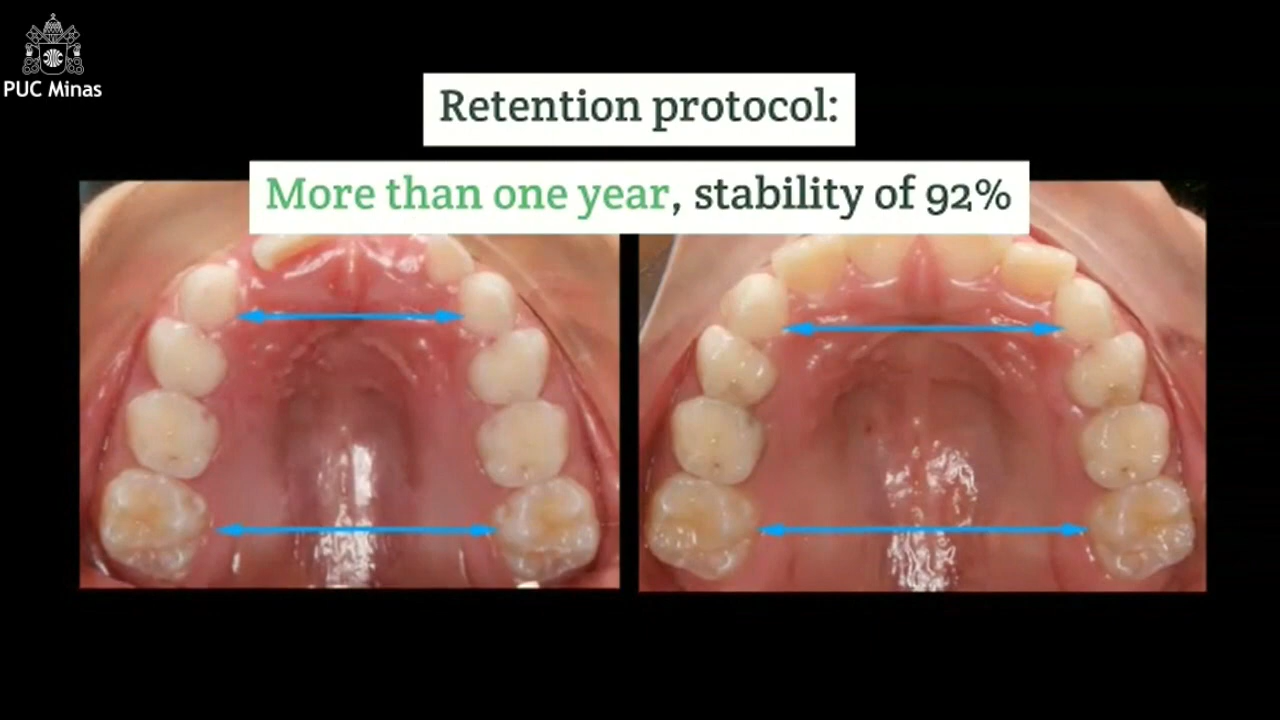 PUC Minas
Retention protocol:
More than one year, stability of 92%